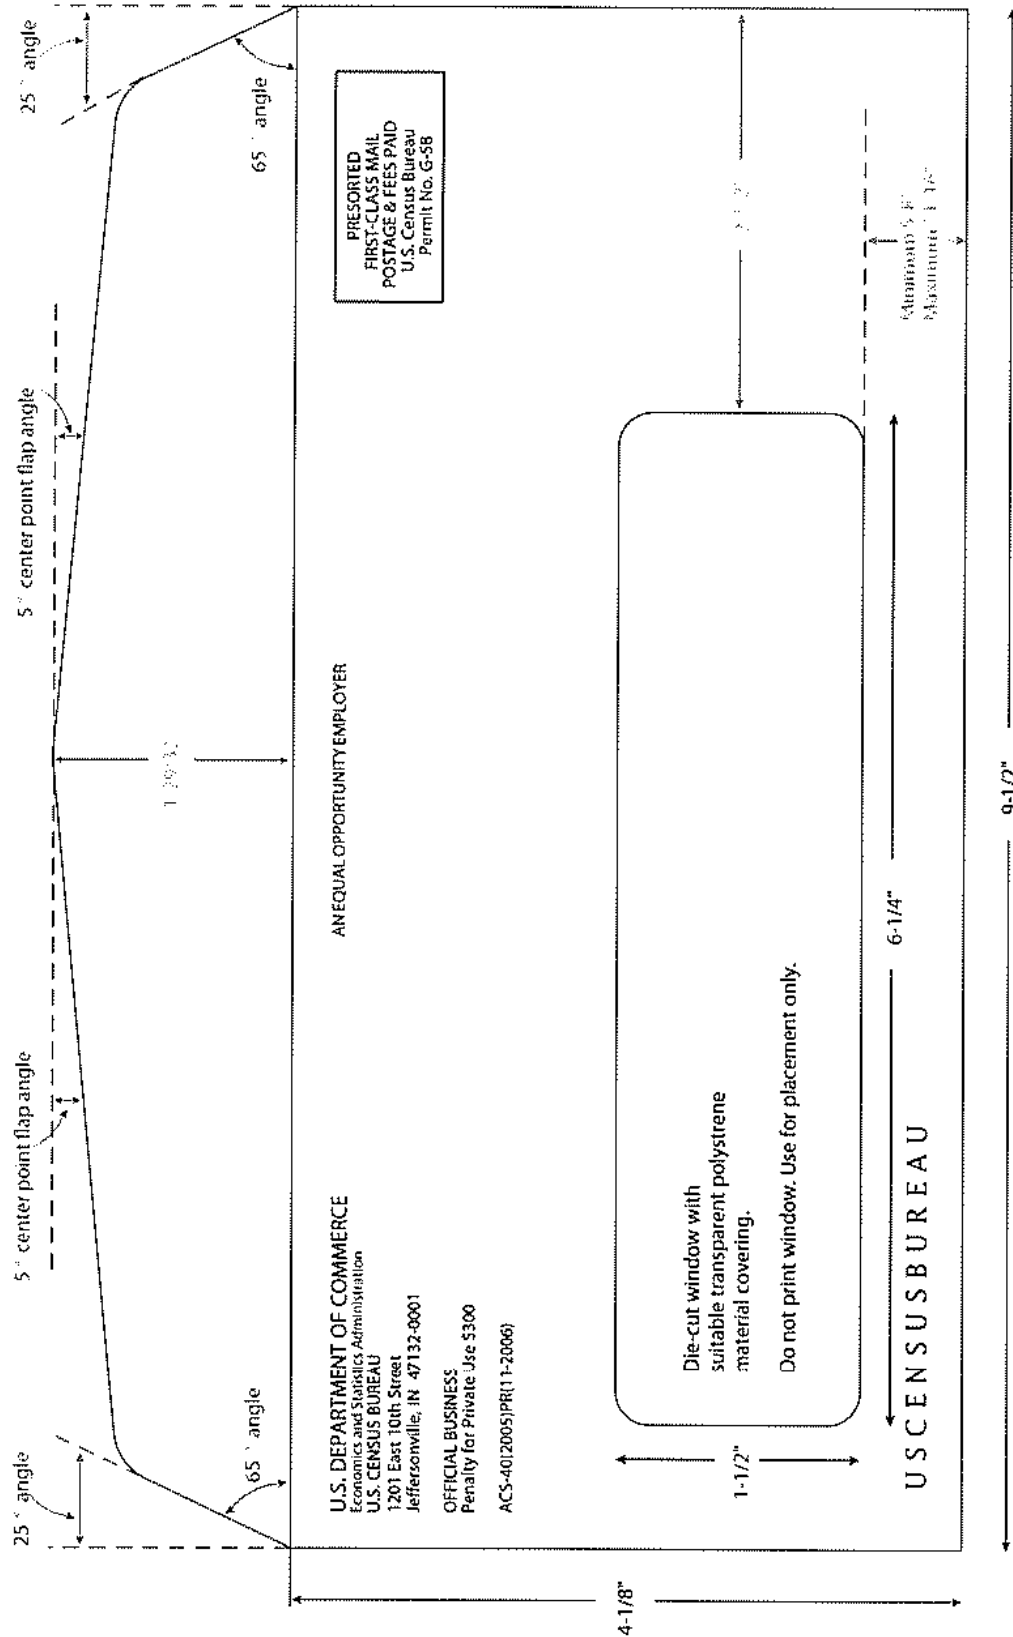 25° angle
5° center point flap angle
5° center point flap angle
25° angle
65° angle
65° angle
U.S. DEPARTMENT OF COMMERCE
Economics and Statistics Administration
U.S. CENSUS BUREAU
1201 East 10th Street
Jeffersonville, IN 47132-0001
OFFICIAL BUSINESS
Penalty for Private Use $300
ACS-40(2005)PR(11-2006)
AN EQUAL OPPORTUNITY EMPLOYER
PRESORTED
FIRST-CLASS MAIL
POSTAGE & FEES PAID
U.S. Census Bureau
Permit No. G-58
Die-cut window with
suitable transparent polystrene
material covering.
Do not print window. Use for placement only.
1-1/2"
6-1/4"
Minimum
Maximum
USCENSUSBUREAU
4-1/8"
9-1/2"